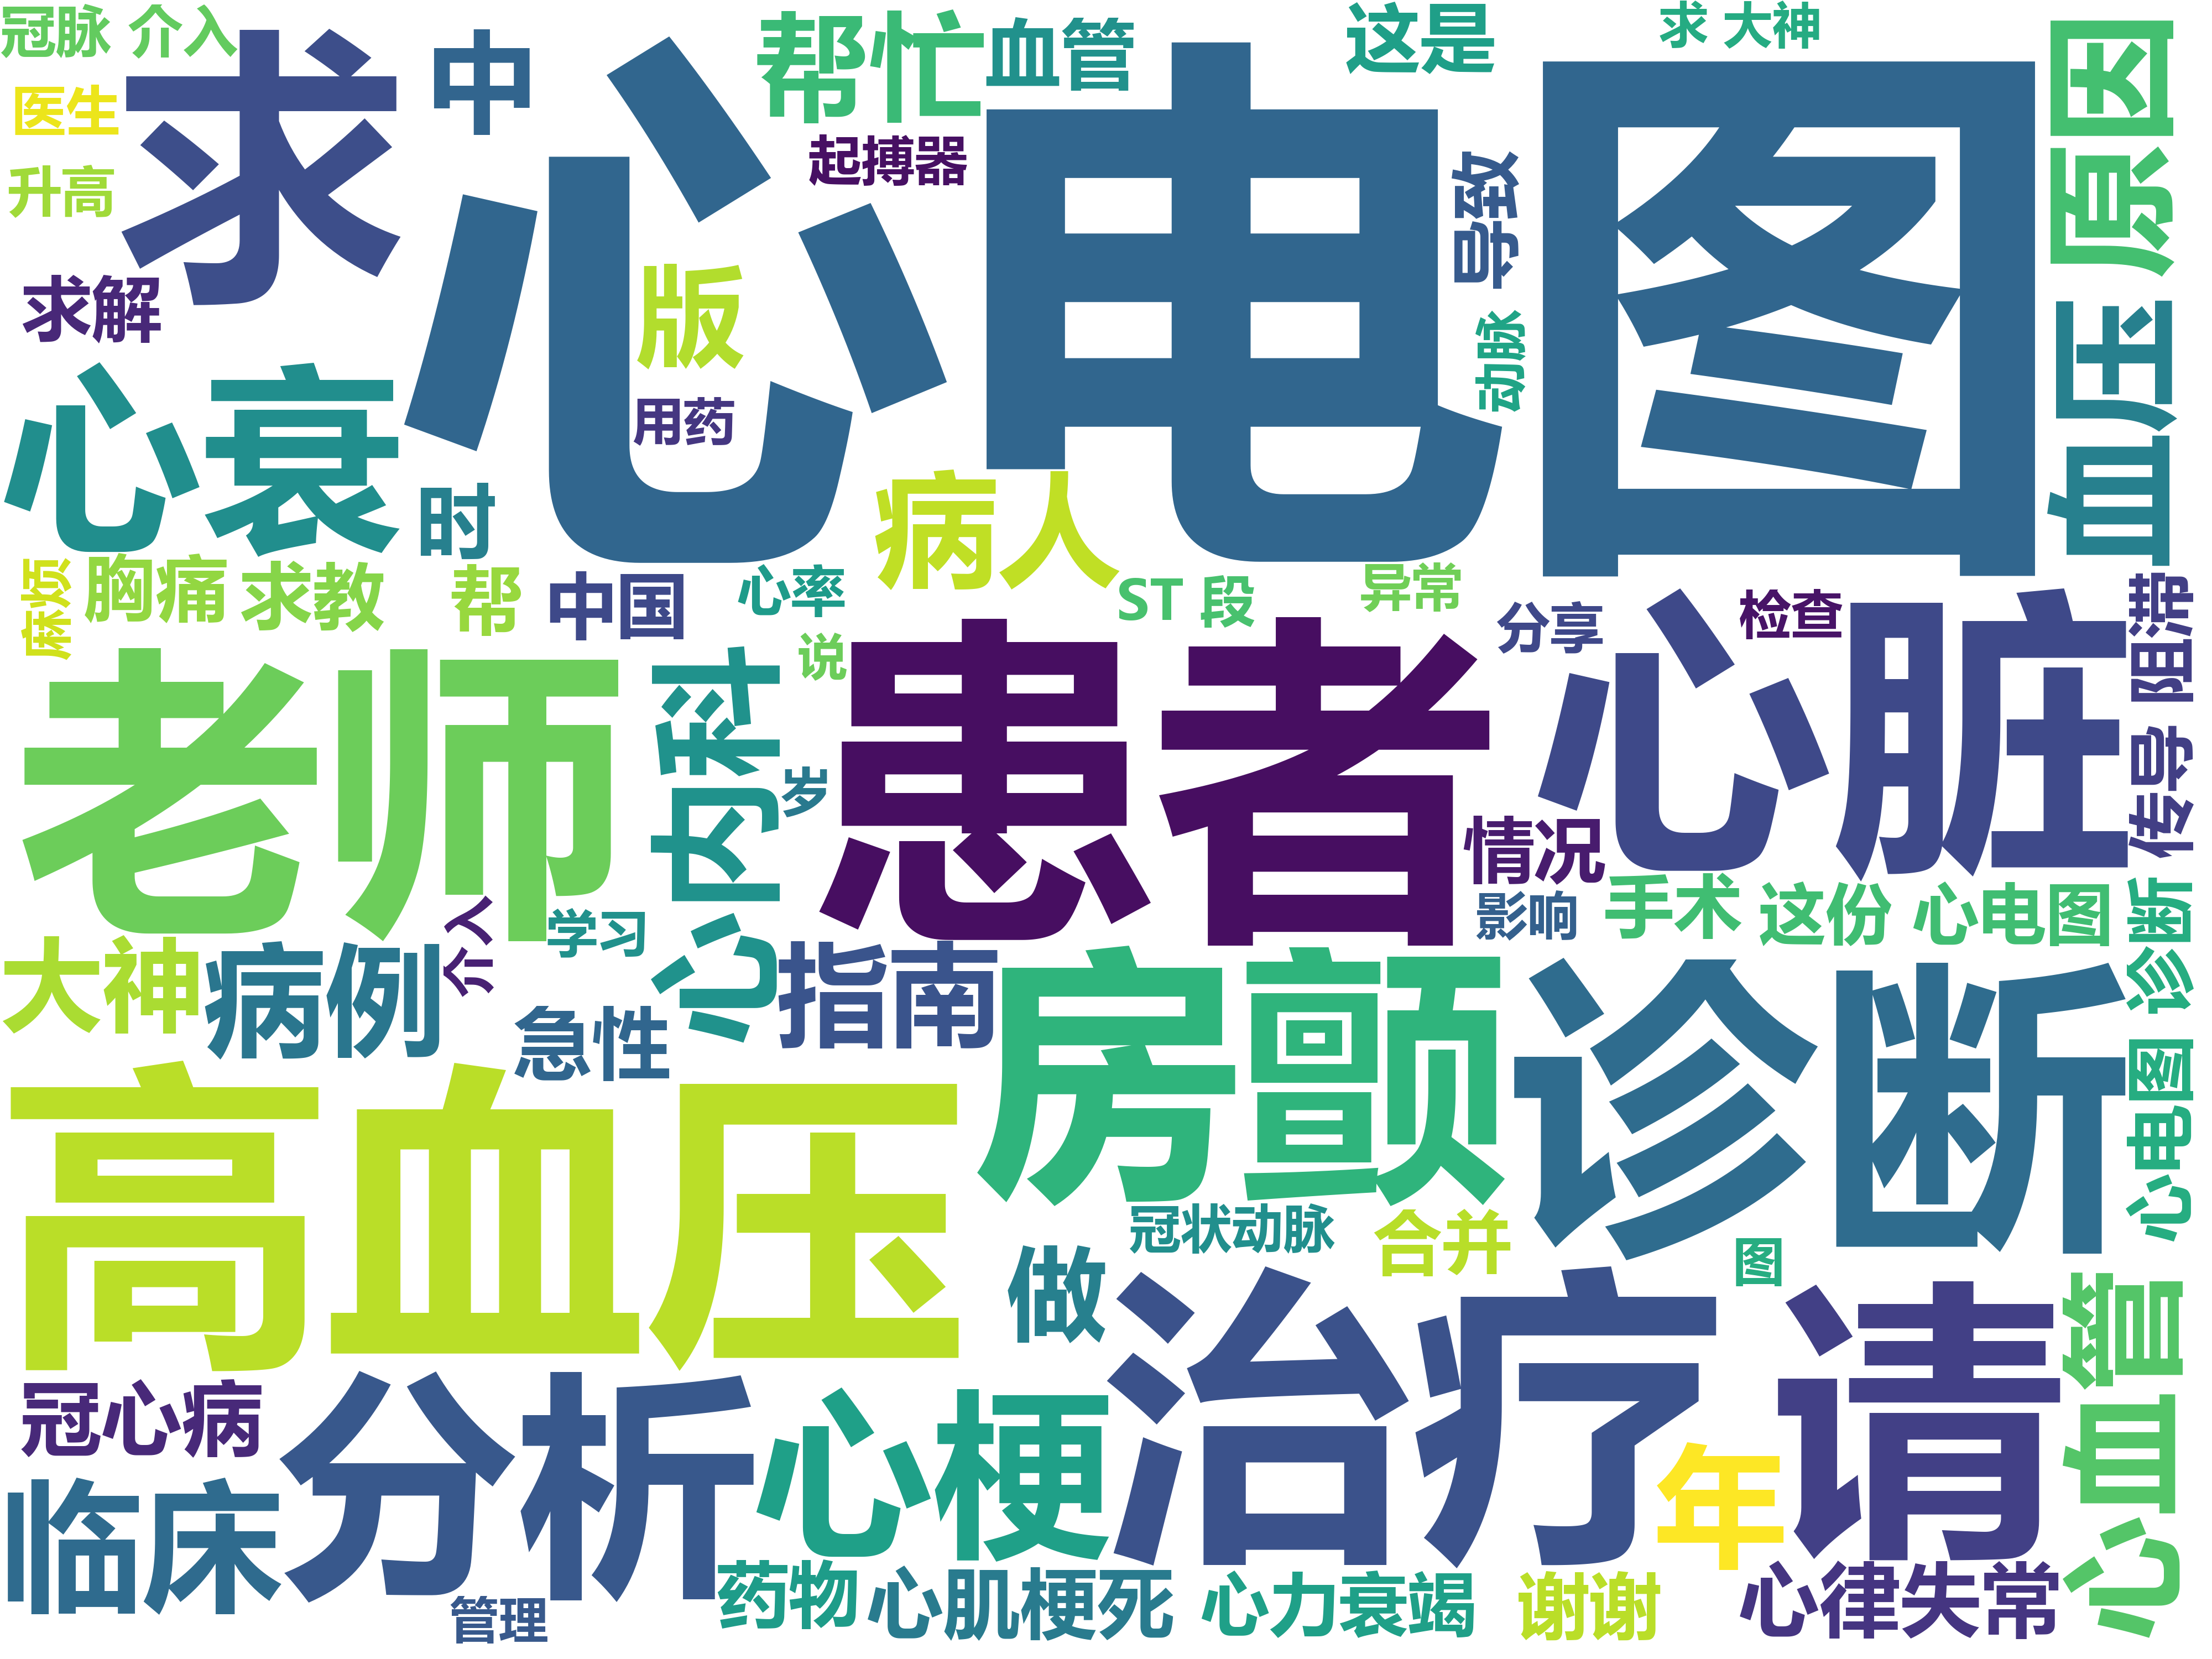 冠脉 介入
求
中
心电图
帮忙
血管
这是
求 大神
原因
医生
升高
起搏器
导致
求解
版
用药
动脉
血压
心衰
时
病人
麻烦
胸痛
求教
帮
中国
心率
ST 段
异常
分享
检查
传导 阻滞
说
老师
心内科
岁
患者
心脏
情况
影响
手术
这份 心电图
心电图 诊断
大神
病例
介人
学习
急性
指南
房颤
诊断
高血压
冠状动脉
合并
图
做
治疗
请
心血管
冠心病
分析
心梗
年
临床
管理
药物
心肌梗死
心力衰竭
谢谢
心律失常